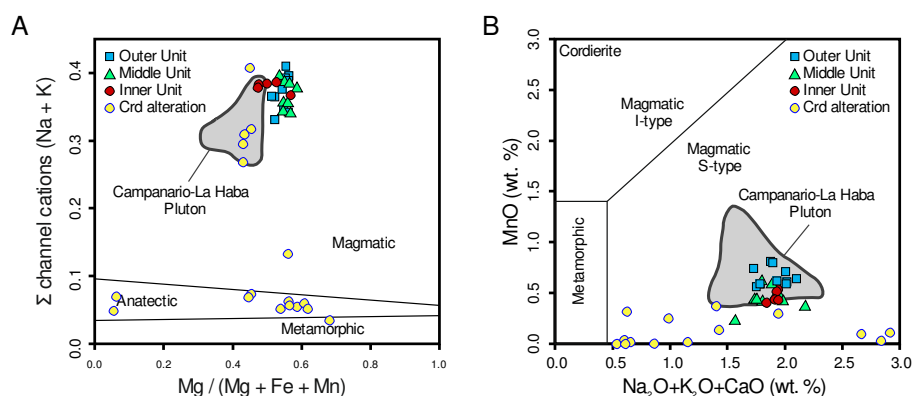 A
Outer Unit
Middle Unit
Inner Unit
Crd alteration
Campanario-La Haba
Pluton
Magmatic
Anatectic
Metamorphic
0.4
0.3
0.2
0.1
0.0
0.0
0.2
0.4
0.6
0.8
1.0
Σ channel cations (Na + K)
Mg / (Mg + Fe + Mn)
B
Cordierite
Outer Unit
Middle Unit
Inner Unit
Crd alteration
Magmatic
I-type
Magmatic
S-type
Campanario-La Haba
Pluton
Metamorphic
3.0
2.5
2.0
1.5
1.0
0.5
0.0
0.0
0.5
1.0
1.5
2.0
2.5
3.0
MnO (wt. %)
Na₂O+K₂O+CaO (wt. %)